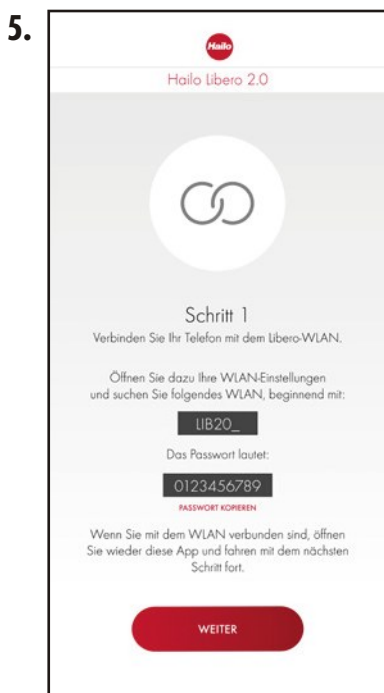 5.
Hailo
Hailo Libero 2.0
Schritt 1
Verbinden Sie Ihr Telefon mit dem Libero-WLAN.
Öffnen Sie dazu Ihre WLAN-Einstellungen
und suchen Sie folgendes WLAN, beginnend mit:
LIB20_
Das Passwort lautet:
0123456789
PASSWORT KOPIEREN
Wenn Sie mit dem WLAN verbunden sind, öffnen
Sie wieder diese App und fahren mit dem nächsten
Schritt fort.
WEITER